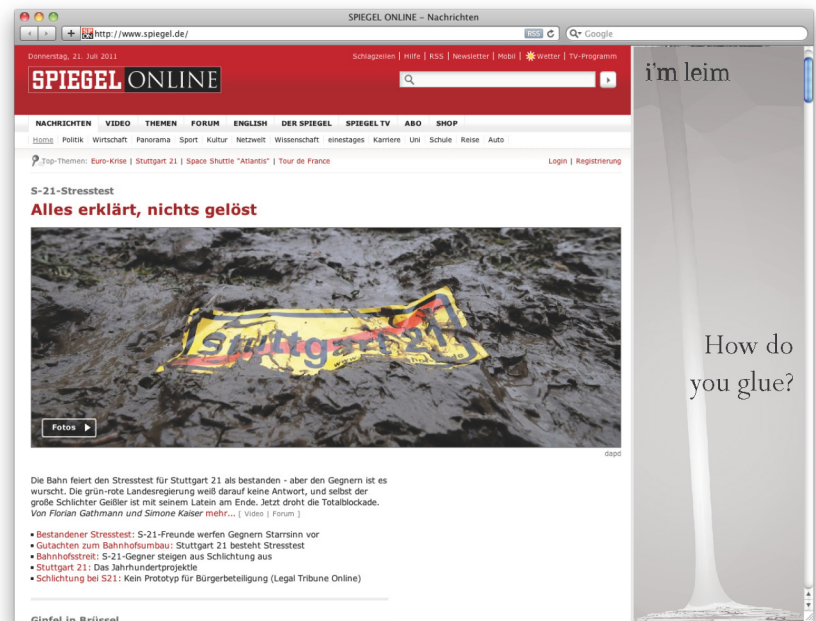 SPIEGEL ONLINE – Nachrichten
http://www.spiegel.de/
RSS
Google
Donnerstag, 21. Juli 2011
Schlagzeilen | Hilfe | RSS | Newsletter | Mobil | Wetter | TV-Programm
SPIEGEL ONLINE
NACHRICHTEN VIDEO THEMEN FORUM ENGLISH DER SPIEGEL SPIEGEL TV ABO SHOP
Home Politik Wirtschaft Panorama Sport Kultur Netzwelt Wissenschaft einestages Karriere Uni Schule Reise Auto
Top-Themen: Euro-Krise | Stuttgart 21 | Space Shuttle "Atlantis" | Tour de France
Login | Registrierung
S-21-Stresstest
Alles erklärt, nichts gelöst
Stuttgart 21
Fotos
dapd
Die Bahn feiert den Stresstest für Stuttgart 21 als bestanden - aber den Gegnern ist es
wurscht. Die grün-rote Landesregierung weiß darauf keine Antwort, und selbst der
große Schlichter Geißler ist mit seinem Latein am Ende. Jetzt droht die Totalblockade.
Von Florian Gathmann und Simone Kaiser mehr... [ Video | Forum ]
Bestandener Stresstest: S-21-Freunde werfen Gegnern Starrsinn vor
Gutachten zum Bahnhofsumbau: Stuttgart 21 besteht Stresstest
Bahnhofsstreit: S-21-Gegner steigen aus Schlichtung aus
Stuttgart 21: Das Jahrhundertprojektle
Schlichtung bei S21: Kein Prototyp für Bürgerbeteiligung (Legal Tribune Online)
Gipfel in Brüssel
i'm leim
How do
you glue?